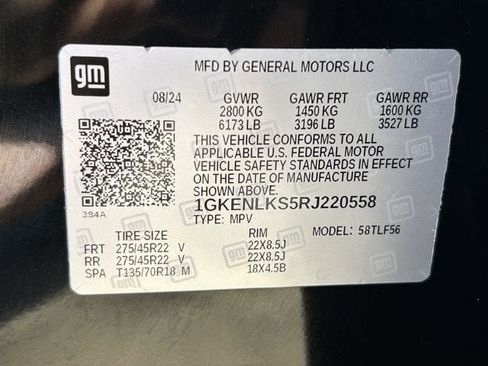 gm
MFD BY GENERAL MOTORS LLC
08/24 GVWR GAWR FRT GAWR RR
2800 KG 1450 KG 1600 KG
6173 LB 3196 LB 3527 LB
THIS VEHICLE CONFORMS TO ALL
APPLICABLE U.S. FEDERAL MOTOR
VEHICLE SAFETY STANDARDS IN EFFECT
ON THE DATE OF MANUFACTURE
SHOWN ABOVE.
384A
1GKENLKS5RJ220558
TYPE: MPV MODEL: 58TLF56
TIRE SIZE RIM
FRT 275/45R22 V 22X8.5J
RR 275/45R22 V 22X8.5J
SPA T135/70R18 M 18X4.5B